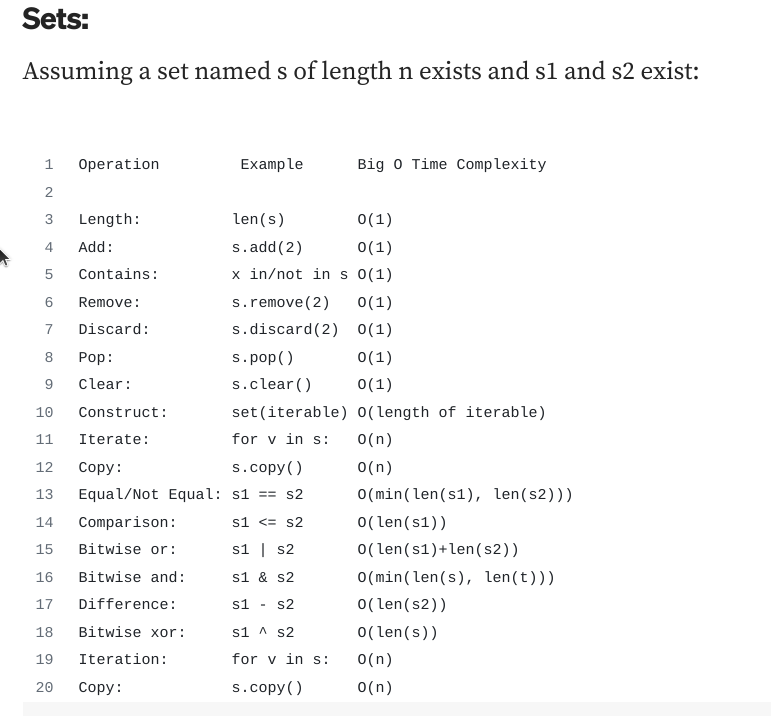 Sets:
Assuming a set named s of length n exists and s1 and s2 exist:
1 Operation Example Big O Time Complexity
2
3 Length: len(s) O(1)
4 Add: s.add(2) O(1)
5 Contains: x in/not in s O(1)
6 Remove: s.remove(2) O(1)
7 Discard: s.discard(2) O(1)
8 Pop: s.pop() O(1)
9 Clear: s.clear() O(1)
10 Construct: set(iterable) O(length of iterable)
11 Iterate: for v in s: O(n)
12 Copy: s.copy() O(n)
13 Equal/Not Equal: s1 == s2 O(min(len(s1), len(s2)))
14 Comparison: s1 <= s2 O(len(s1))
15 Bitwise or: s1 | s2 O(len(s1)+len(s2))
16 Bitwise and: s1 & s2 O(min(len(s), len(t)))
17 Difference: s1 - s2 O(len(s2))
18 Bitwise xor: s1 ^ s2 O(len(s))
19 Iteration: for v in s: O(n)
20 Copy: s.copy() O(n)